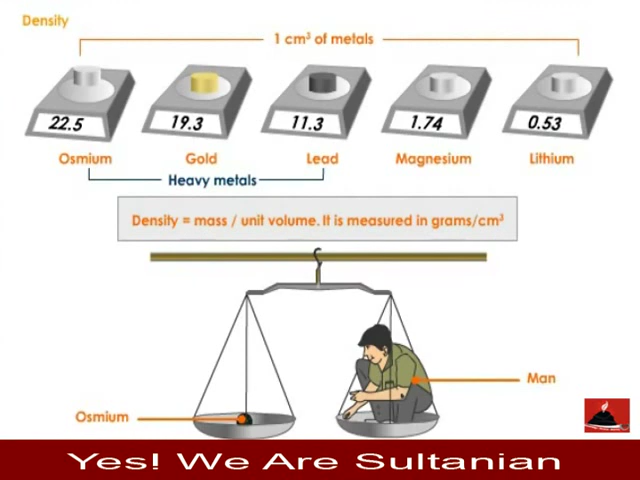 Density
1 cm³ of metals
22.5
19.3
11.3
1.74
0.53
Osmium
Gold
Lead
Magnesium
Lithium
Heavy metals
Density = mass / unit volume. It is measured in grams/cm³
Man
Osmium
Yes! We Are Sultanian